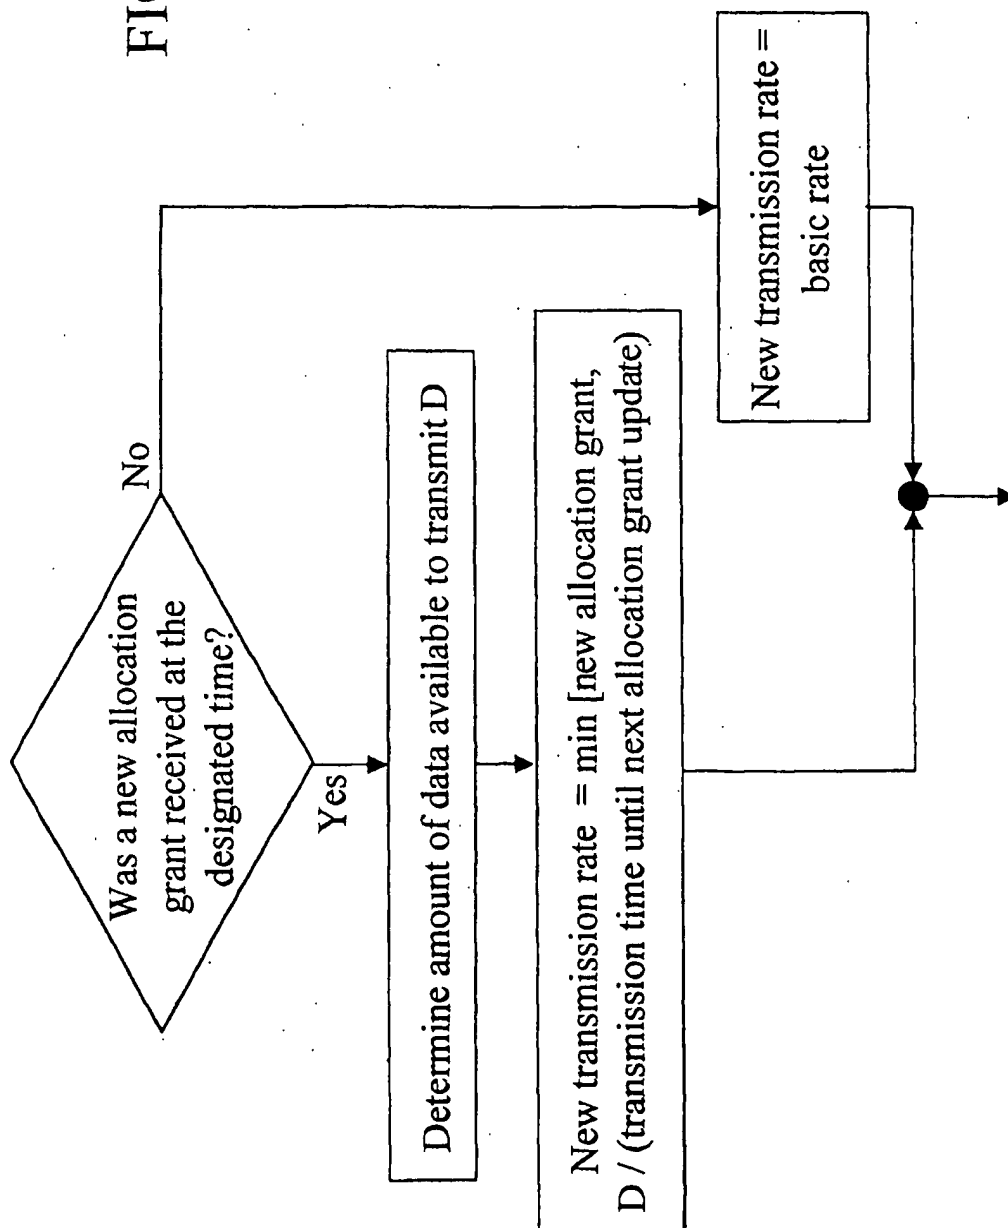 FIG
Was a new allocation
grant received at the
designated time?
No
Yes
Determine amount of data available to transmit D
New transmission rate = min [new allocation grant,
D / (transmission time until next allocation grant update)
New transmission rate =
basic rate